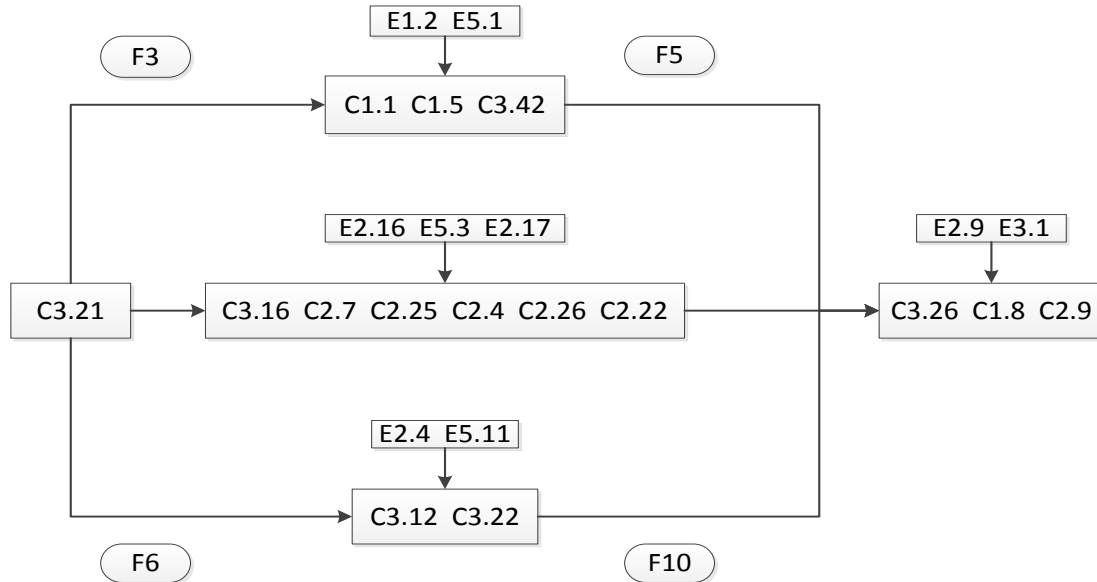 E1.2 E5.1
F3
F5
C1.1 C1.5 C3.42
E2.16 E5.3 E2.17
E2.9 E3.1
C3.21
C3.16 C2.7 C2.25 C2.4 C2.26 C2.22
C3.26 C1.8 C2.9
E2.4 E5.11
C3.12 C3.22
F6
F10